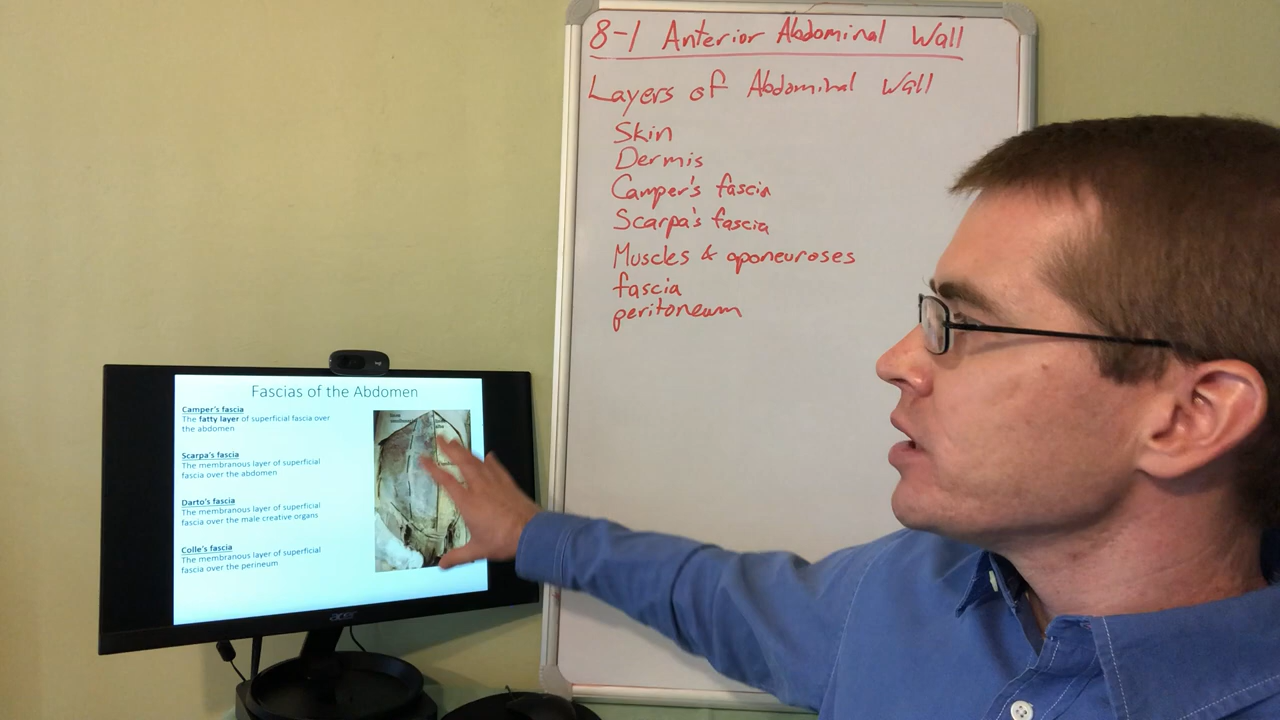 8-1 Anterior Abdominal Wall
Layers of Abdominal Wall
Skin
Dermis
Camper's fascia
Scarpa's fascia
Muscles & aponeuroses
fascia
peritoneum
Fascias of the Abdomen
Camper's fascia
The fatty layer of superficial fascia over
the abdomen
Scarpa's fascia
The membranous layer of superficial
fascia over the abdomen
Darto's fascia
The membranous layer of superficial
fascia over the male creative organs
Colle's fascia
The membranous layer of superficial
fascia over the perineum
acer